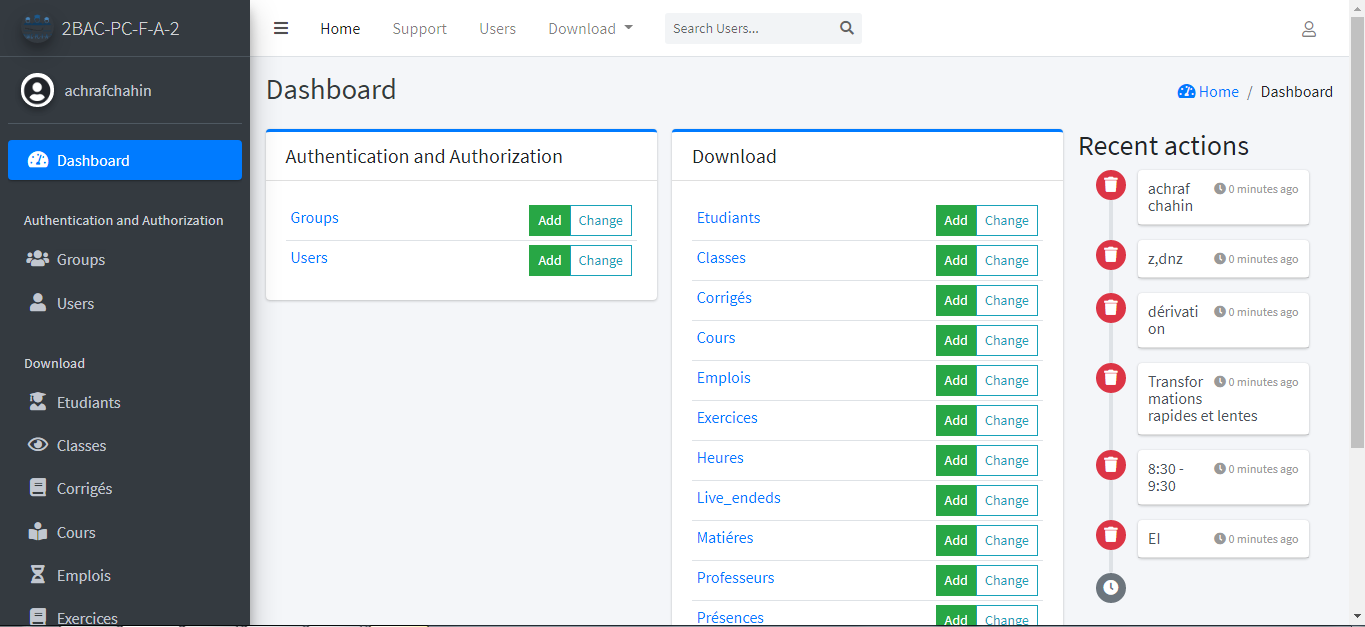 2BAC-PC-F-A-2
achrafchahin
Dashboard
Authentication and Authorization
Groups
Users
Download
Etudiants
Classes
Corrigés
Cours
Emplois
Exercices
Home
Support
Users
Download
Search Users...
Dashboard
Home / Dashboard
Authentication and Authorization
Groups Add Change
Users Add Change
Download
Etudiants Add Change
Classes Add Change
Corrigés Add Change
Cours Add Change
Emplois Add Change
Exercices Add Change
Heures Add Change
Live_endeds Add Change
Matiéres Add Change
Professeurs Add Change
Présences Add Change
Recent actions
achraf 0 minutes ago
chahin
z,dnz 0 minutes ago
dérivati 0 minutes ago
on
Transfor 0 minutes ago
mations
rapides et lentes
8:30 - 0 minutes ago
9:30
El 0 minutes ago